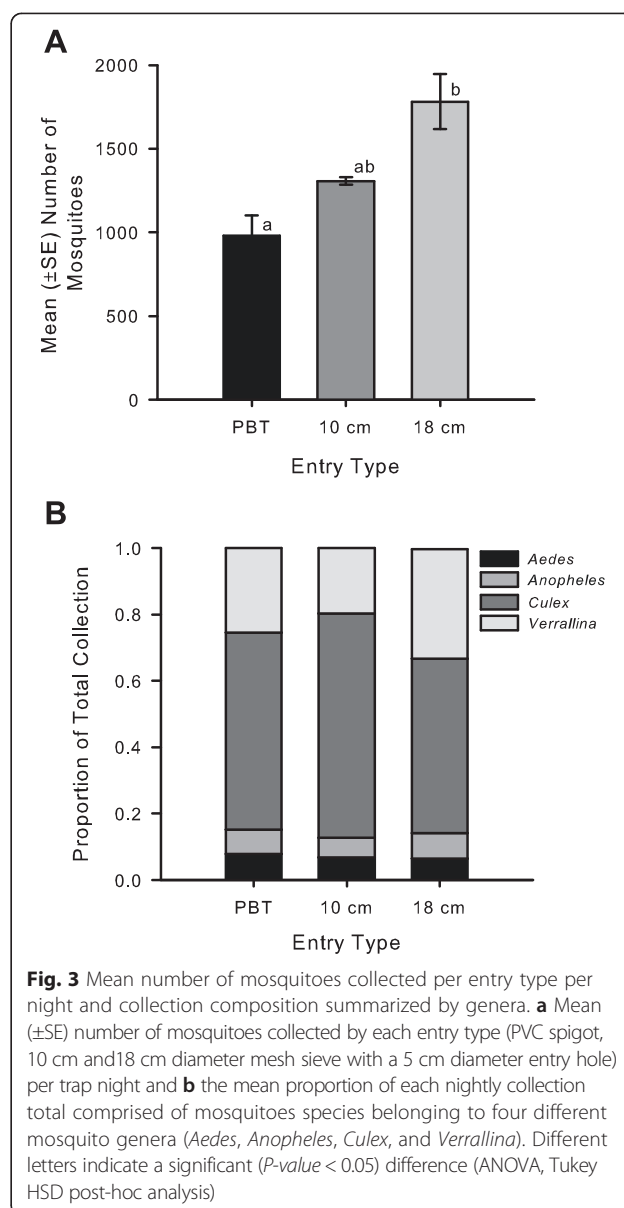 A
2000
1500
1000
500
0
Mean (±SE) Number of
Mosquitoes
a
ab
b
PBT 10 cm 18 cm
Entry Type
B
1.0
0.8
0.6
0.4
0.2
0.0
Proportion of Total Collection
Aedes
Anopheles
Culex
Verrallina
PBT 10 cm 18 cm
Entry Type
Fig. 3 Mean number of mosquitoes collected per entry type per
night and collection composition summarized by genera. a Mean
(±SE) number of mosquitoes collected by each entry type (PVC spigot,
10 cm and18 cm diameter mesh sieve with a 5 cm diameter entry hole)
per trap night and b the mean proportion of each nightly collection
total comprised of mosquitoes species belonging to four different
mosquito genera (Aedes, Anopheles, Culex, and Verrallina). Different
letters indicate a significant (P-value < 0.05) difference (ANOVA, Tukey
HSD post-hoc analysis)